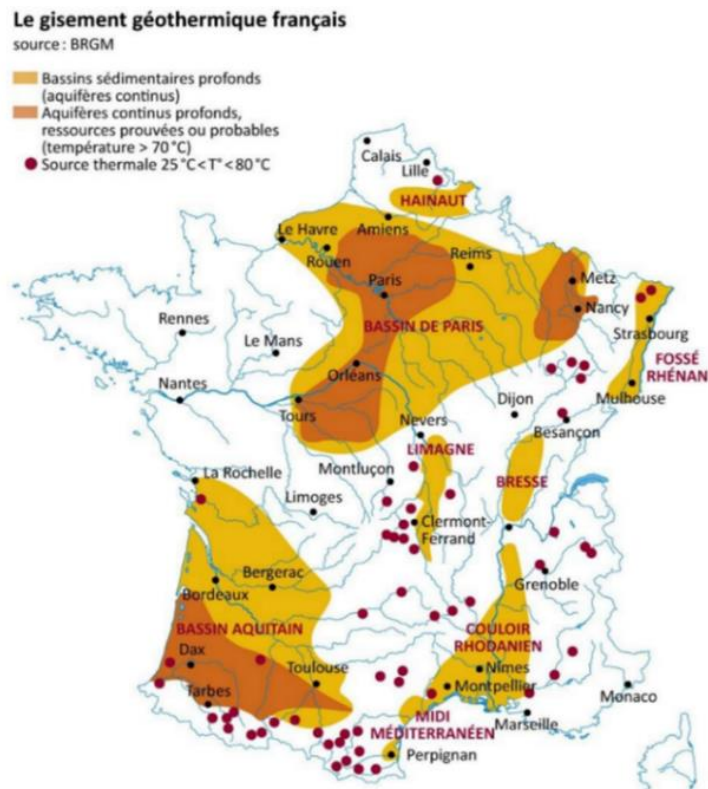 Le gisement géothermique français
source : BRGM
Bassins sédimentaires profonds
(aquifères continus)
Aquifères continus profonds,
ressources prouvées ou probables
(température > 70 °C)
Source thermale 25 °C < T° < 80 °C
Calais
Lille
HAINAUT
Le Havre
Amiens
Rouen
Reims
Metz
Paris
Nancy
BASSIN DE PARIS
Strasbourg
Rennes
Le Mans
FOSSÉ
RHÉNAN
Orléans
Mulhouse
Nantes
Tours
Dijon
Nevers
Besançon
LIMAGNE
La Rochelle
Montluçon
BRESSE
Limoges
Clermont-
Ferrand
Bergerac
Grenoble
Bordeaux
BASSIN AQUITAIN
COULOIR
RHODANIEN
Dax
Toulouse
Nîmes
Tarbes
Montpellier
Monaco
MIDI
MÉDITERRANÉEN
Marseille
Perpignan